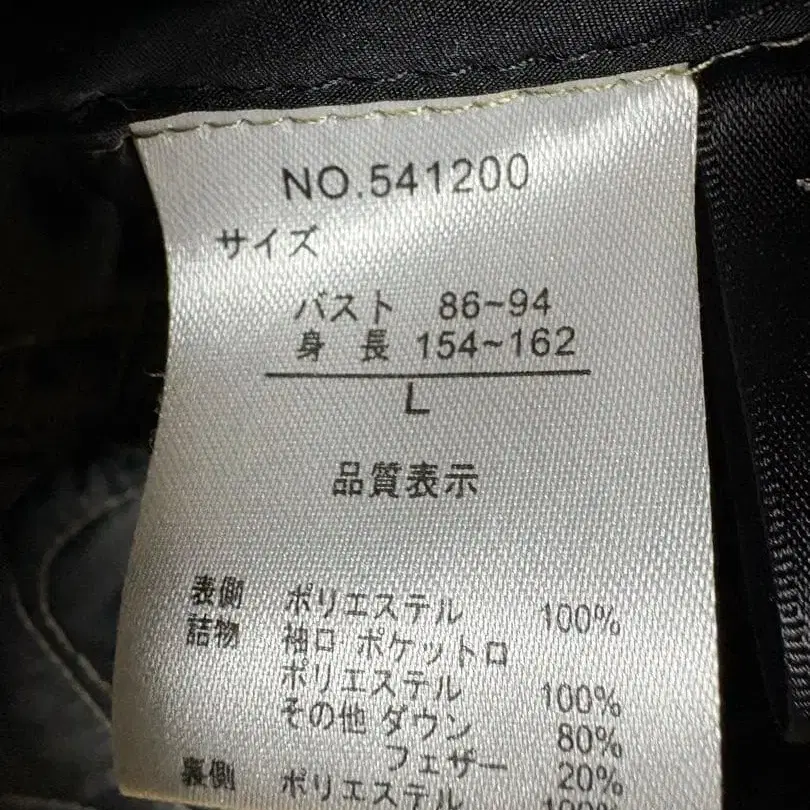 NO.541200
サイズ
バスト 86~94
身 長 154~162
L
品質表示
表側 ポリエステル 100%
詰物 袖口 ポケット口
ポリエステル 100%
その他 ダウン 80%
フェザー 20%
裏側 ポリエステル 100%